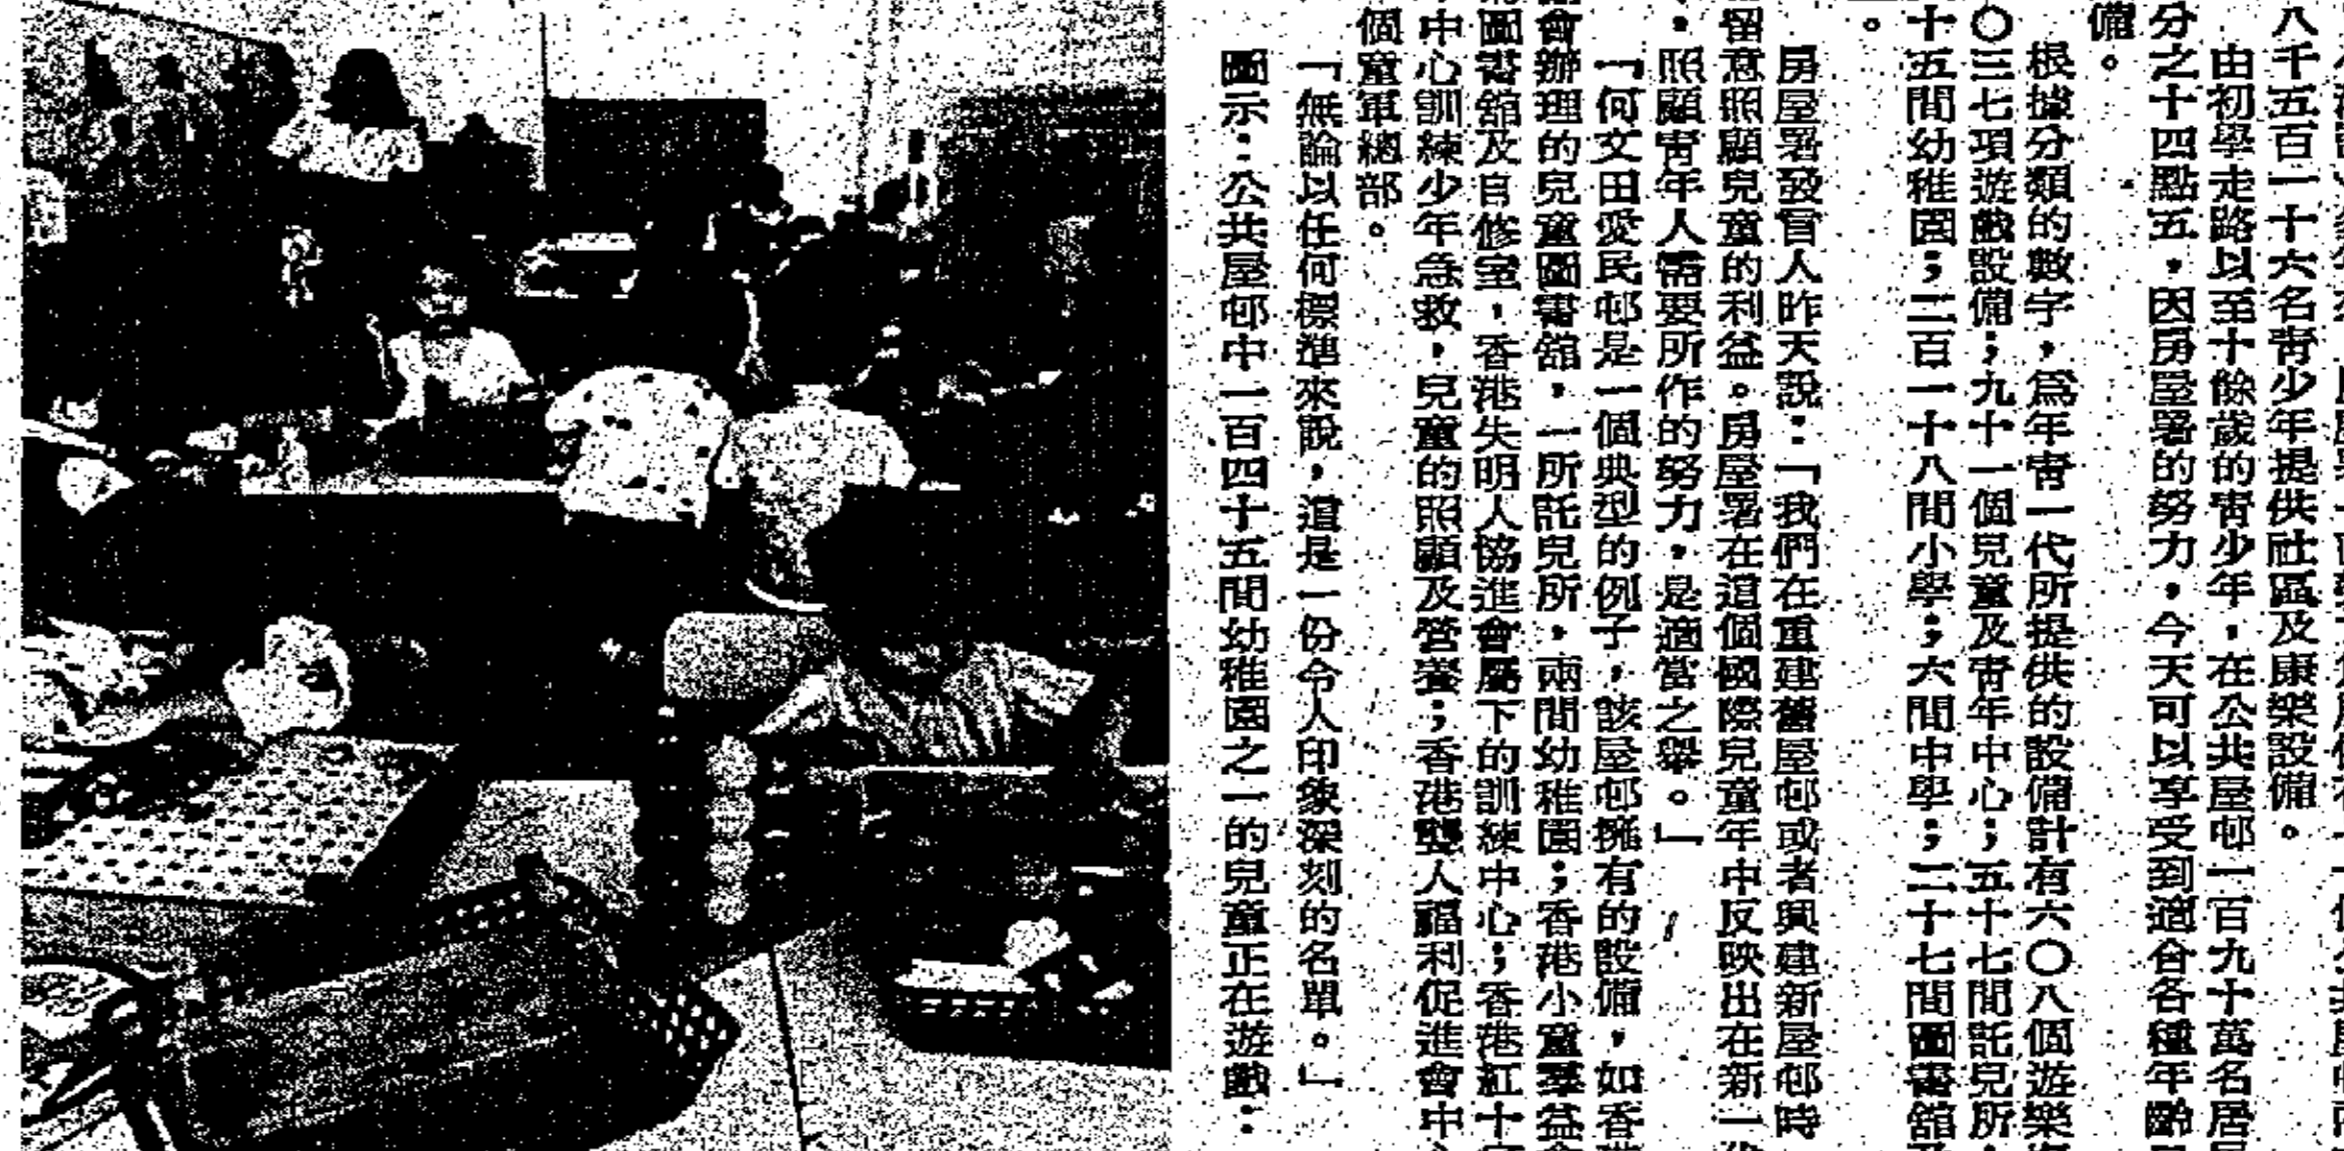 八千五百一十六名青少年提供社區及康樂設備。
由初學走路以至十餘歲的青少年，在公共屋邨一百九十萬名居
分之十四點五，因房屋署的努力，今天可以享受到適合各種年齡
備。
根據分類的數字，爲年青一代所提供的設備計有六〇八個遊樂
〇三七項遊戲設備；九十一個兒童及青年中心；五十七間託兒所
十五間幼稚園；二百一十八間小學；六間中學；二十七間圖書館
。
房屋署發言人昨天說：「我們在重建舊屋邨或者興建新屋邨時
留意照顧兒童的利益。房屋署在這個國際兒童年中反映出在新一
，照顧青年人需要所作的努力，是適當之舉。」
「何文田愛民邨是一個典型的例子，該屋邨擁有的設備，如香
會辦理的兒童圖書館，一所託兒所，兩間幼稚園；香港小童羣益
圖書館及自修室，香港失明人協進會屬下的訓練中心；香港紅十
中心訓練少年急救，兒童的照顧及營養；香港聾人福利促進會中
個童軍總部。
「無論以任何標準來說，這是一份令人印象深刻的名單。」
圖示：公共屋邨中一百四十五間幼稚園之一的兒童正在遊戲：